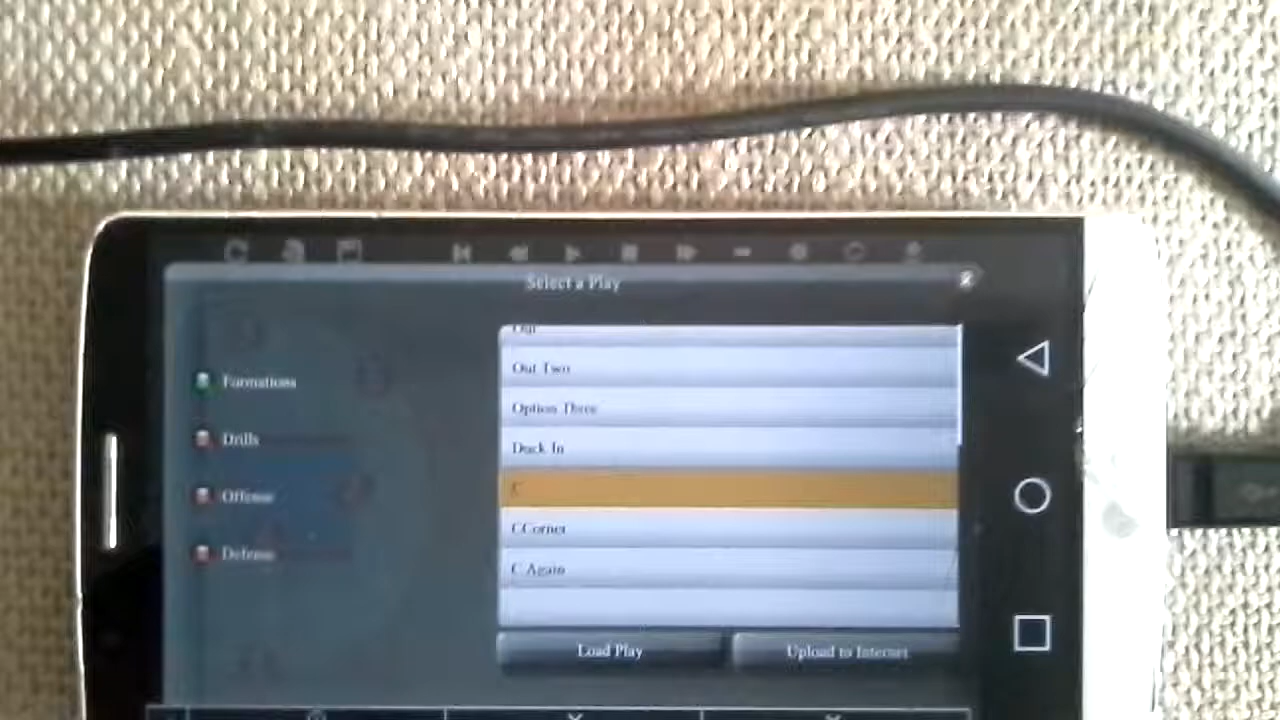 Select a Play
Formations
Drills
Offense
Defense
Out
Out Two
Option Three
Duck In
C
C Corner
C Again
Load Play
Upload to Internet